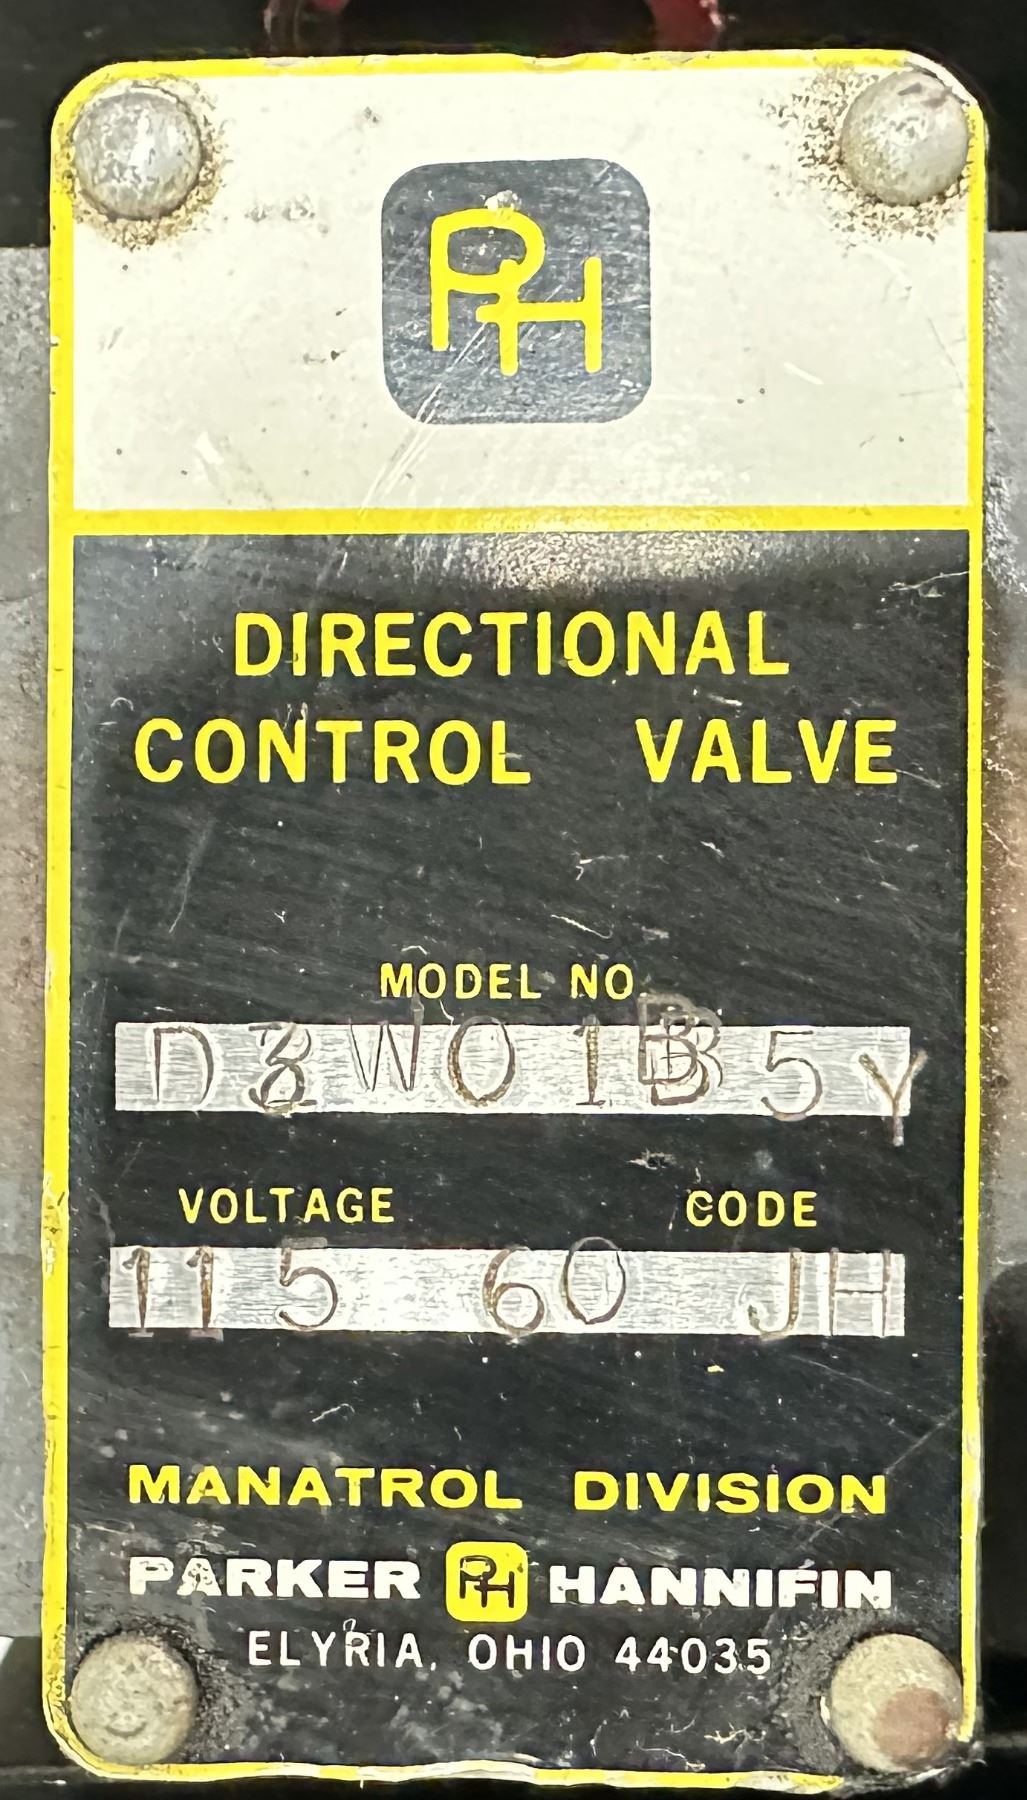 PH
DIRECTIONAL
CONTROL VALVE
MODEL NO
D3W01B5Y
VOLTAGE CODE
115 60 JH
MANATROL DIVISION
PARKER PH HANNIFIN
ELYRIA, OHIO 44035